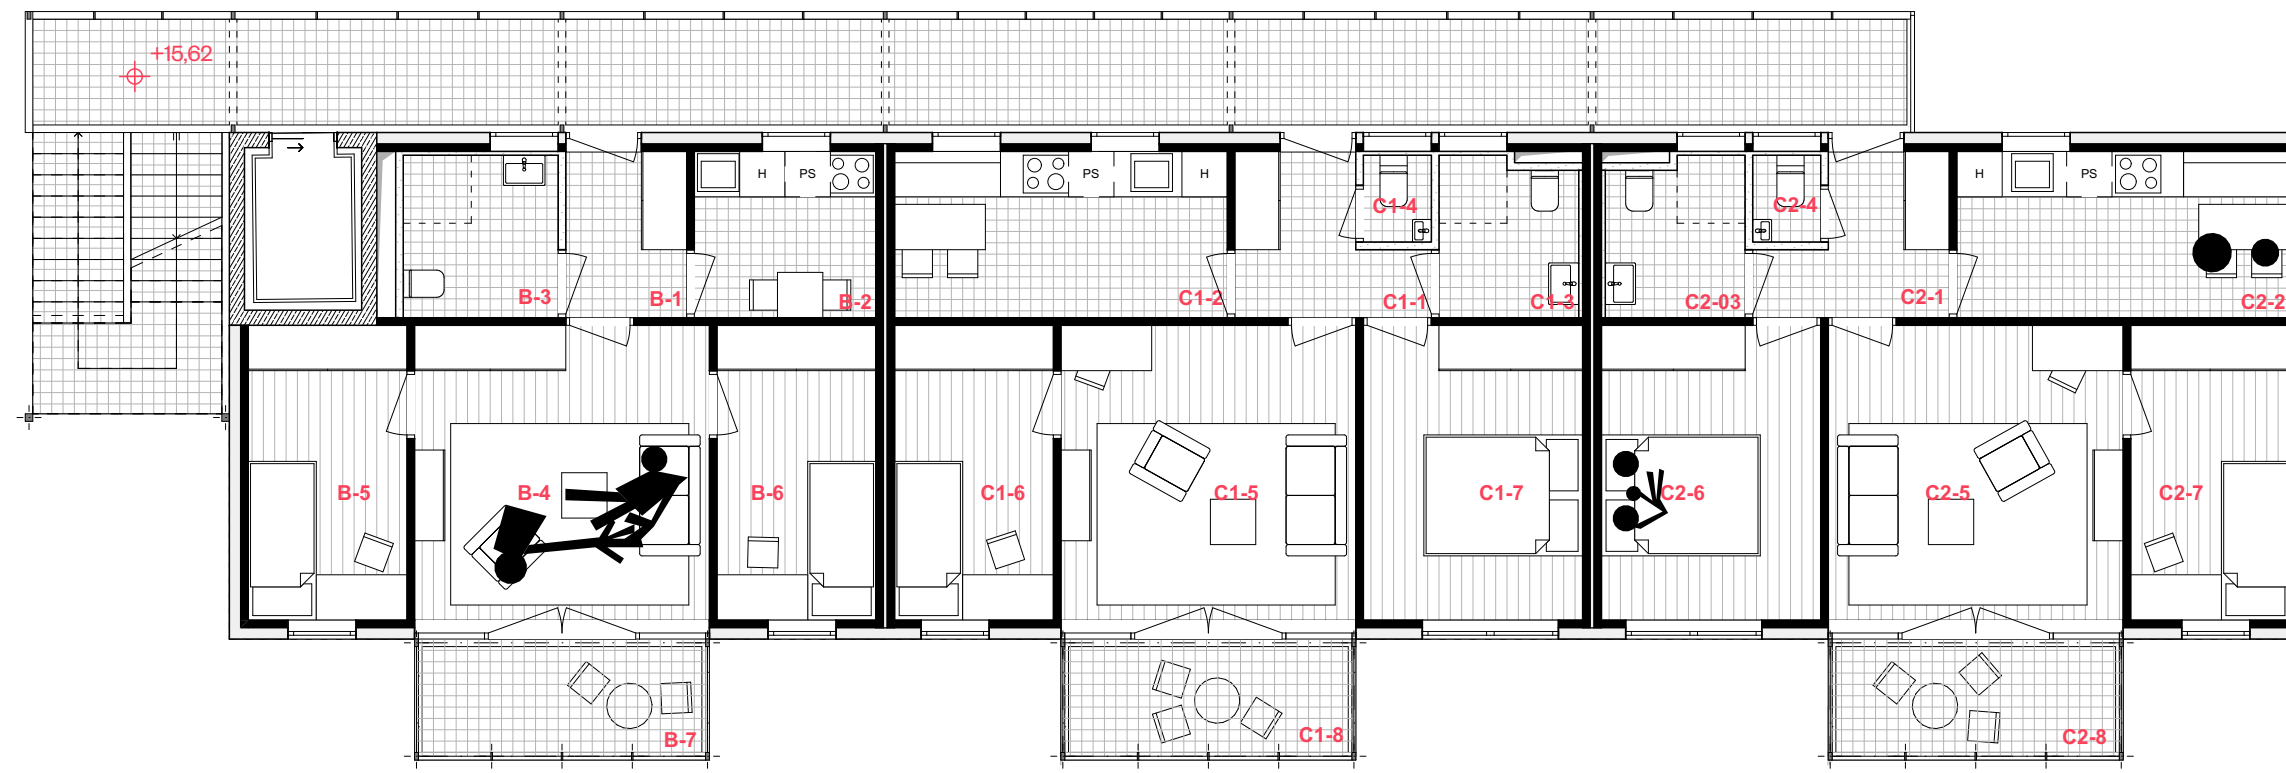 +15,62
H
PS
PS
H
H
PS
C1-4
C2-4
B-3
B-1
B-2
C1-2
C1-1
C1-3
C2-03
C2-1
C2-2
B-5
B-4
B-6
C1-6
C1-5
C1-7
C2-6
C2-5
C2-7
B-7
C1-8
C2-8